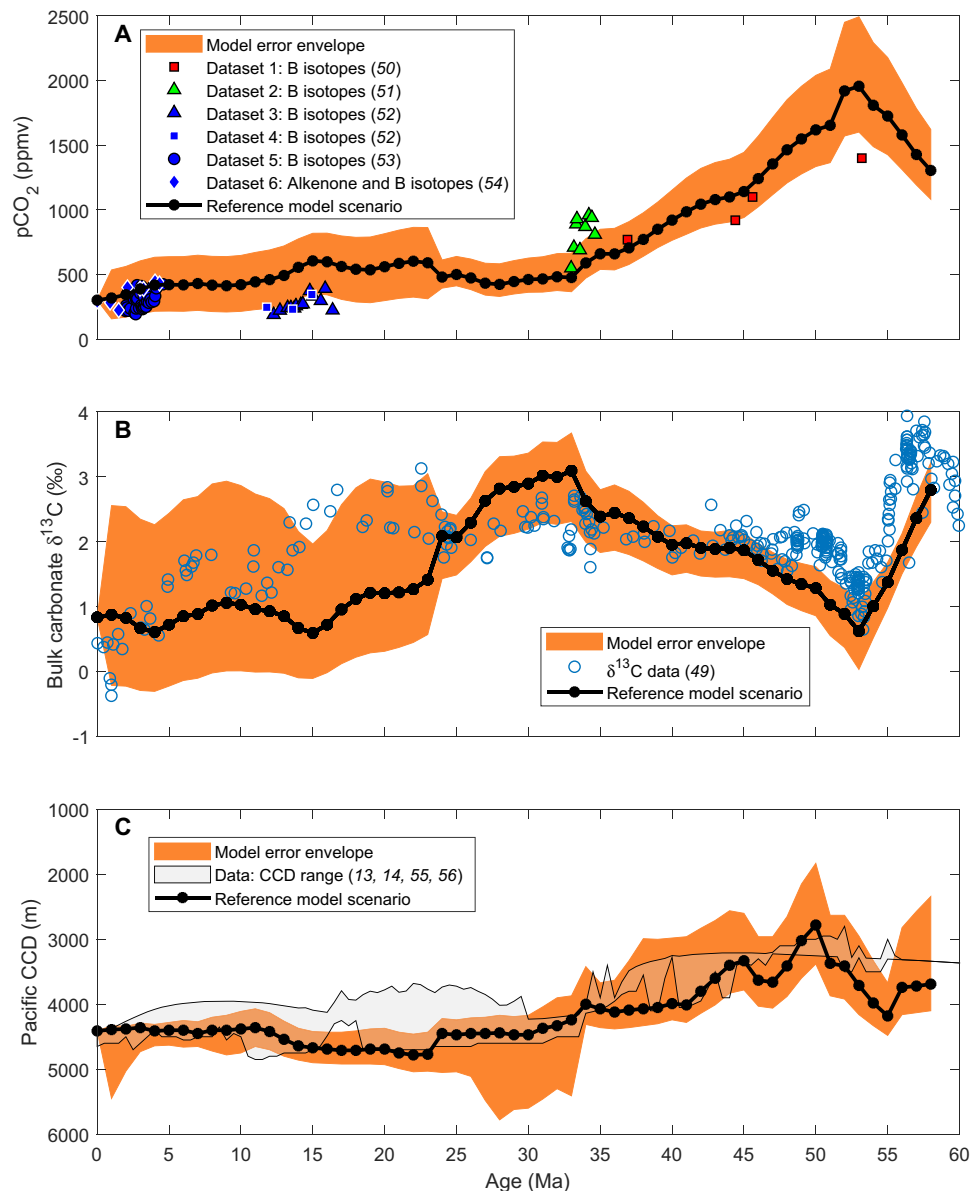 A
2500
2000
1500
1000
500
0
pCO2 (ppmv)
Model error envelope
Dataset 1: B isotopes (50)
Dataset 2: B isotopes (51)
Dataset 3: B isotopes (52)
Dataset 4: B isotopes (52)
Dataset 5: B isotopes (53)
Dataset 6: Alkenone and B isotopes (54)
Reference model scenario
B
4
3
2
1
0
-1
Bulk carbonate δ13C (‰)
Model error envelope
δ13C data (49)
Reference model scenario
C
1000
2000
3000
4000
5000
6000
Pacific CCD (m)
Model error envelope
Data: CCD range (13, 14, 55, 56)
Reference model scenario
0 5 10 15 20 25 30 35 40 45 50 55 60
Age (Ma)